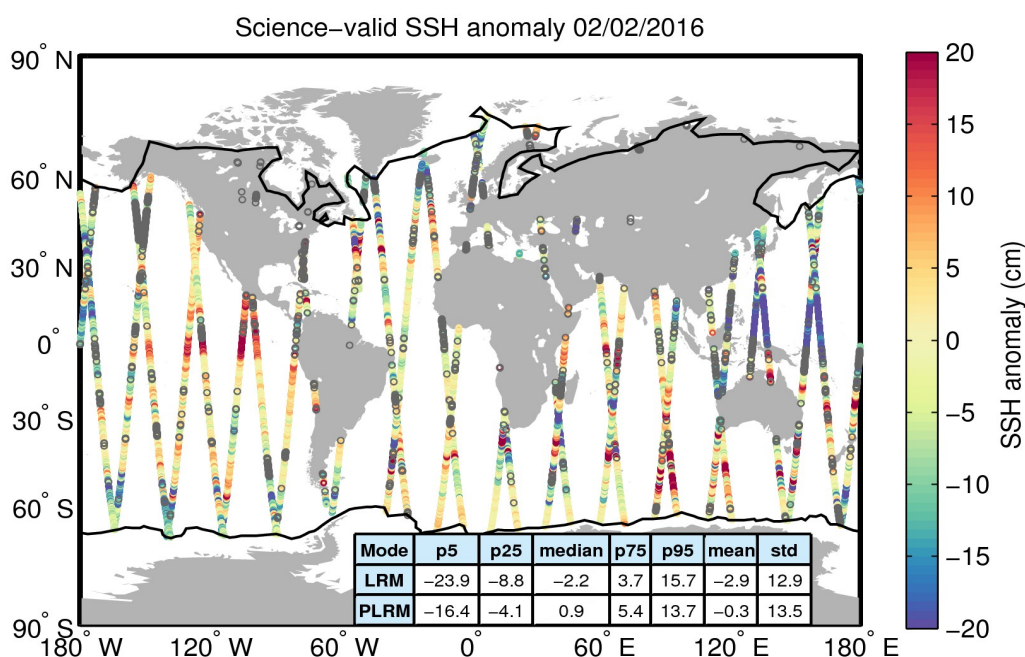 Science−valid SSH anomaly 02/02/2016
90° N
60° N
30° N
0°
30° S
60° S
90° S
180° W
120° W
60° W
0°
60° E
120° E
180° E
Mode p5 p25 median p75 p95 mean std
LRM −23.9 −8.8 −2.2 3.7 15.7 −2.9 12.9
PLRM −16.4 −4.1 0.9 5.4 13.7 −0.3 13.5
20
15
10
5
0
−5
−10
−15
−20
SSH anomaly (cm)